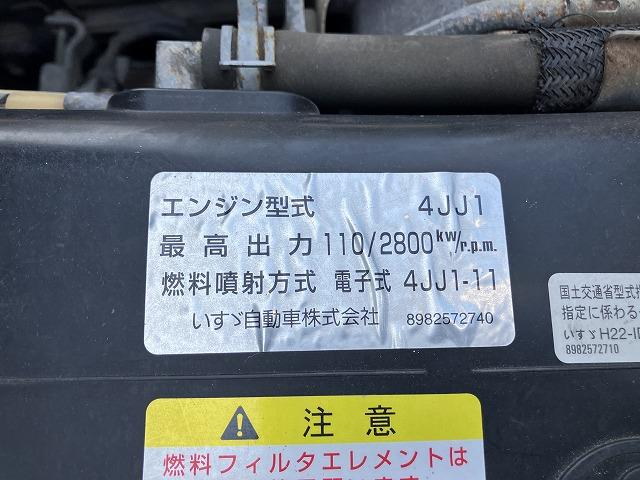 エンジン型式 4JJ1
最高出力 110/2800kw/r.p.m.
燃料噴射方式 電子式 4JJ1-11
いすゞ自動車株式会社 8982572740
国土交通省型式指
指定に係わる
いすゞH22-I
8982572710
注意
燃料フィルタエレメントは